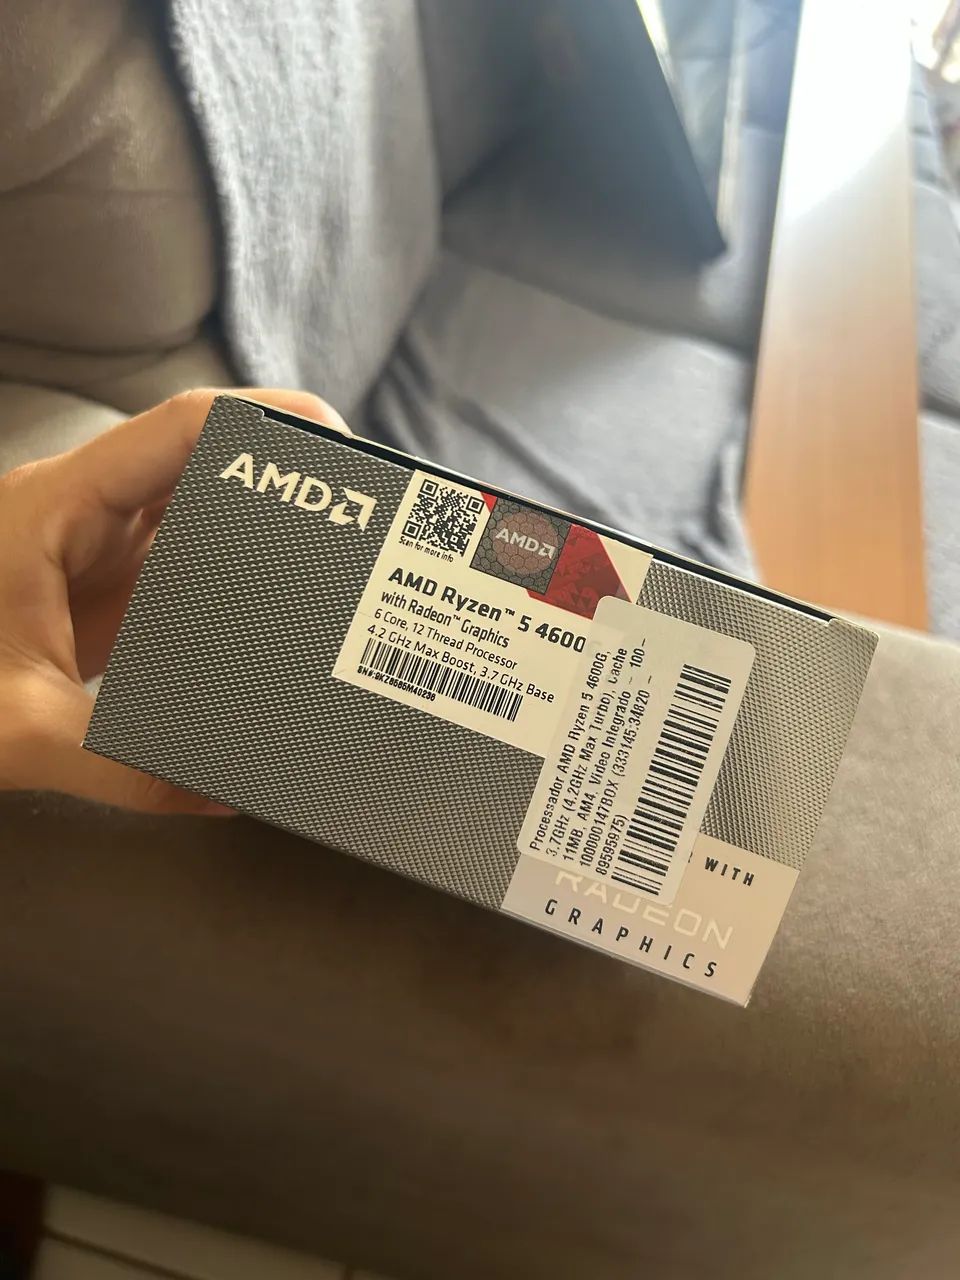 AMD
Scan for more info
AMD
AMD Ryzen™ 5 4600
with Radeon™ Graphics
6 Core, 12 Thread Processor
4.2 GHz Max Boost, 3.7 GHz Base
Processador AMD Ryzen 5 4600G,
3.7GHz (4.2GHz Max Turbo), Cache
11MB, AM4, Vídeo Integrado - 100-
100000147BOX (333145.34820 -
89595975)
WITH
RADEON
GRAPHICS